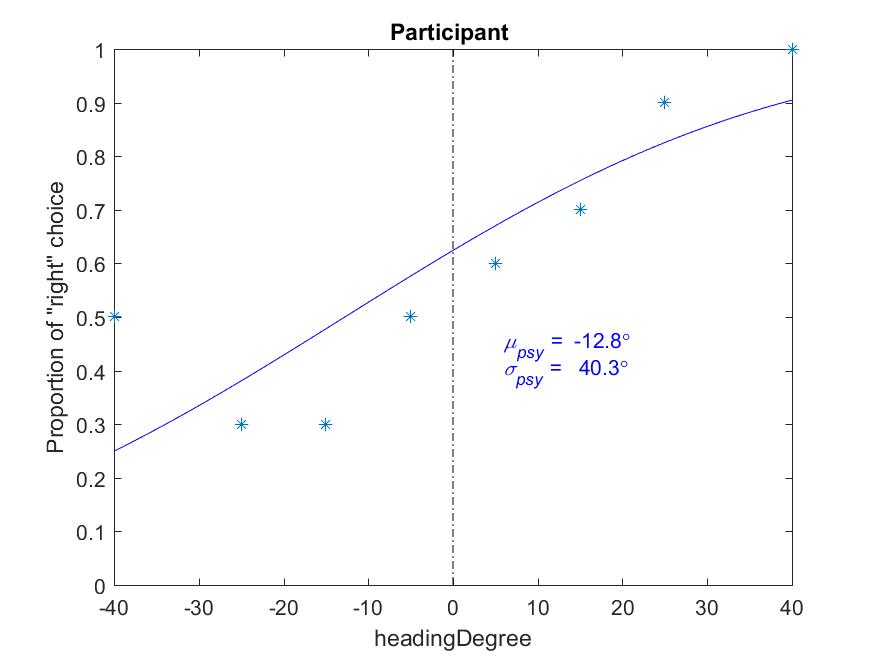 Participant
1
0.9
0.8
0.7
0.6
0.5
0.4
0.3
0.2
0.1
0
Proportion of "right" choice
μpsy = -12.8°
σpsy = 40.3°
-40 -30 -20 -10 0 10 20 30 40
headingDegree